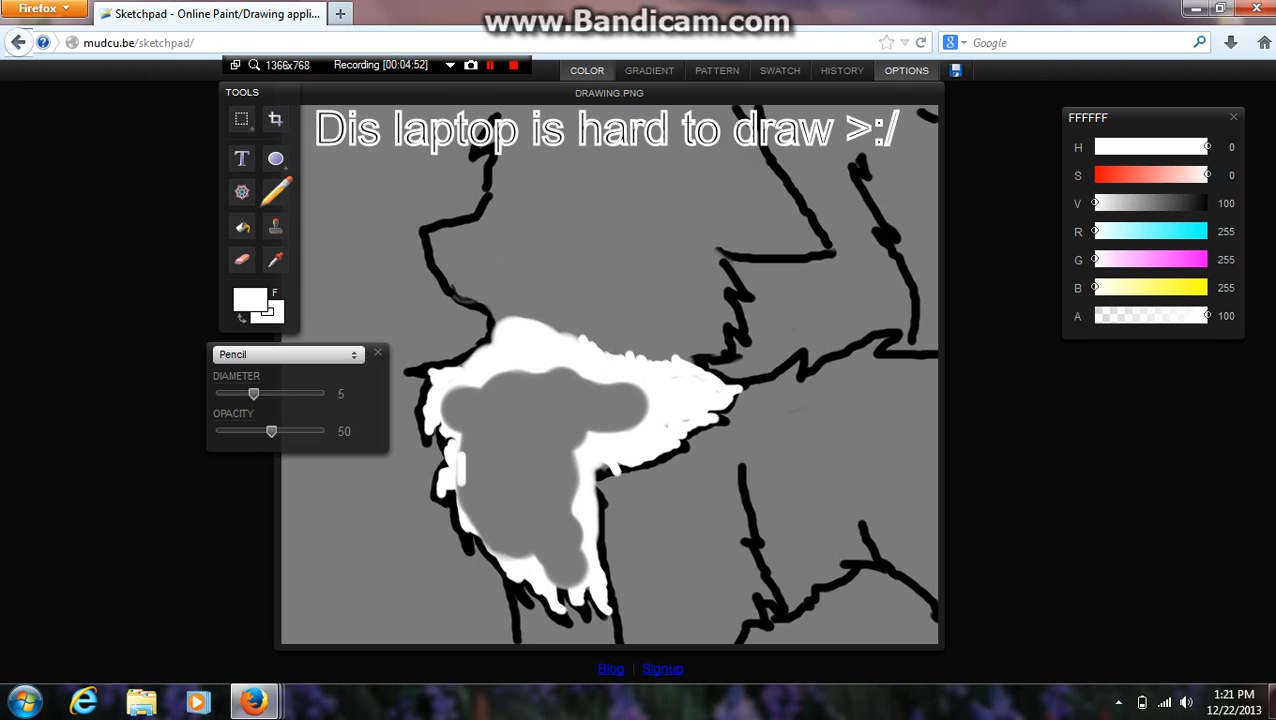 Firefox
Sketchpad - Online Paint/Drawing appli...
www.Bandicam.com
mudcu.be/sketchpad/
Google
1366x768
Recording [00:04:52]
COLOR
GRADIENT
PATTERN
SWATCH
HISTORY
OPTIONS
TOOLS
DRAWING.PNG
Dis laptop is hard to draw >:/
T
F
Pencil
DIAMETER
5
OPACITY
50
FFFFFF
H 0
S 0
V 100
R 255
G 255
B 255
A 100
Blog | Signup
1:21 PM
12/22/2013